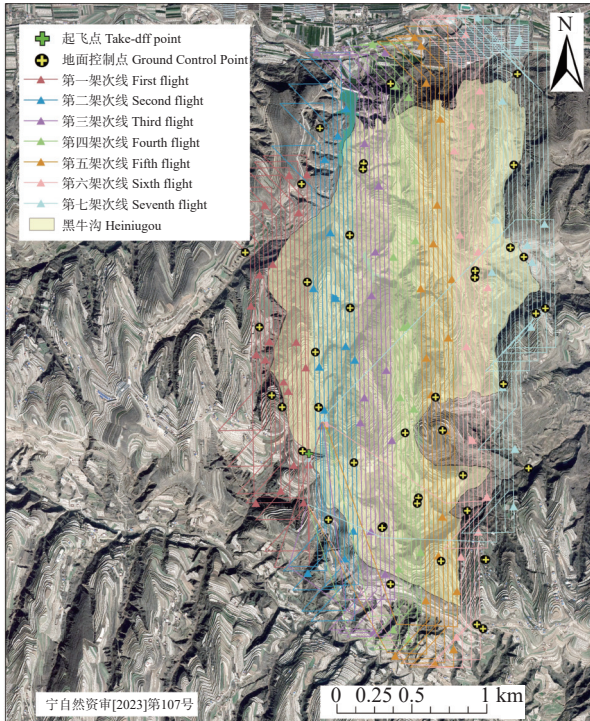 N
起飞点 Take-dff point
地面控制点 Ground Control Point
第一架次线 First flight
第二架次线 Second flight
第三架次线 Third flight
第四架次线 Fourth flight
第五架次线 Fifth flight
第六架次线 Sixth flight
第七架次线 Seventh flight
黑牛沟 Heiniugou
宁自然资审[2023]第107号
0 0.25 0.5 1 km